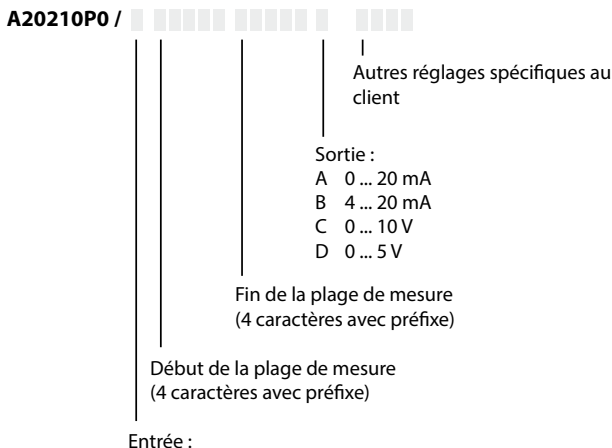 A20210P0 /
Autres réglages spécifiques au
client
Sortie :
A 0 ... 20 mA
B 4 ... 20 mA
C 0 ... 10 V
D 0 ... 5 V
Fin de la plage de mesure
(4 caractères avec préfixe)
Début de la plage de mesure
(4 caractères avec préfixe)
Entrée :